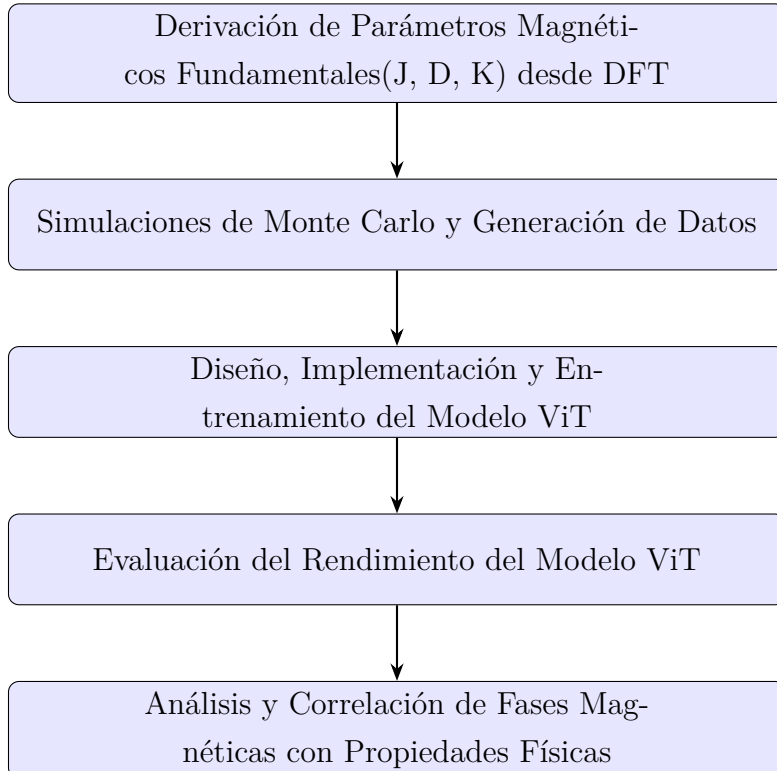 Derivación de Parámetros Magnéti-
cos Fundamentales(J, D, K) desde DFT
Simulaciones de Monte Carlo y Generación de Datos
Diseño, Implementación y En-
trenamiento del Modelo ViT
Evaluación del Rendimiento del Modelo ViT
Análisis y Correlación de Fases Mag-
néticas con Propiedades Físicas